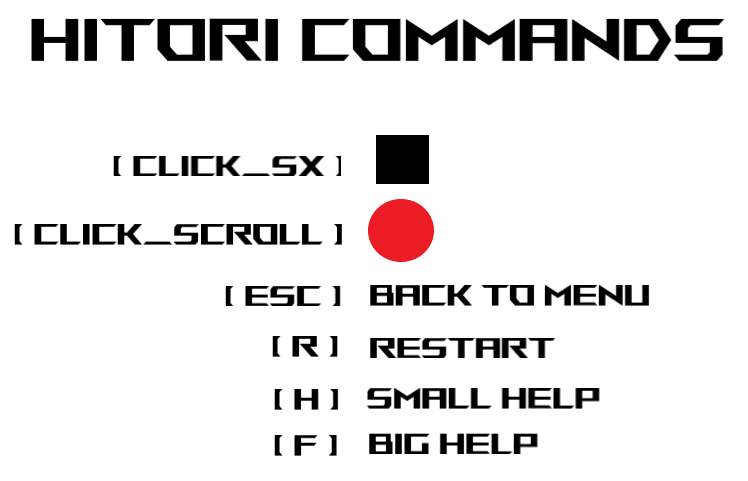 HITORI COMMANDS
[ CLICK_SX ]
[ CLICK_SCROLL ]
[ ESC ] BACK TO MENU
[ R ] RESTART
[ H ] SMALL HELP
[ F ] BIG HELP